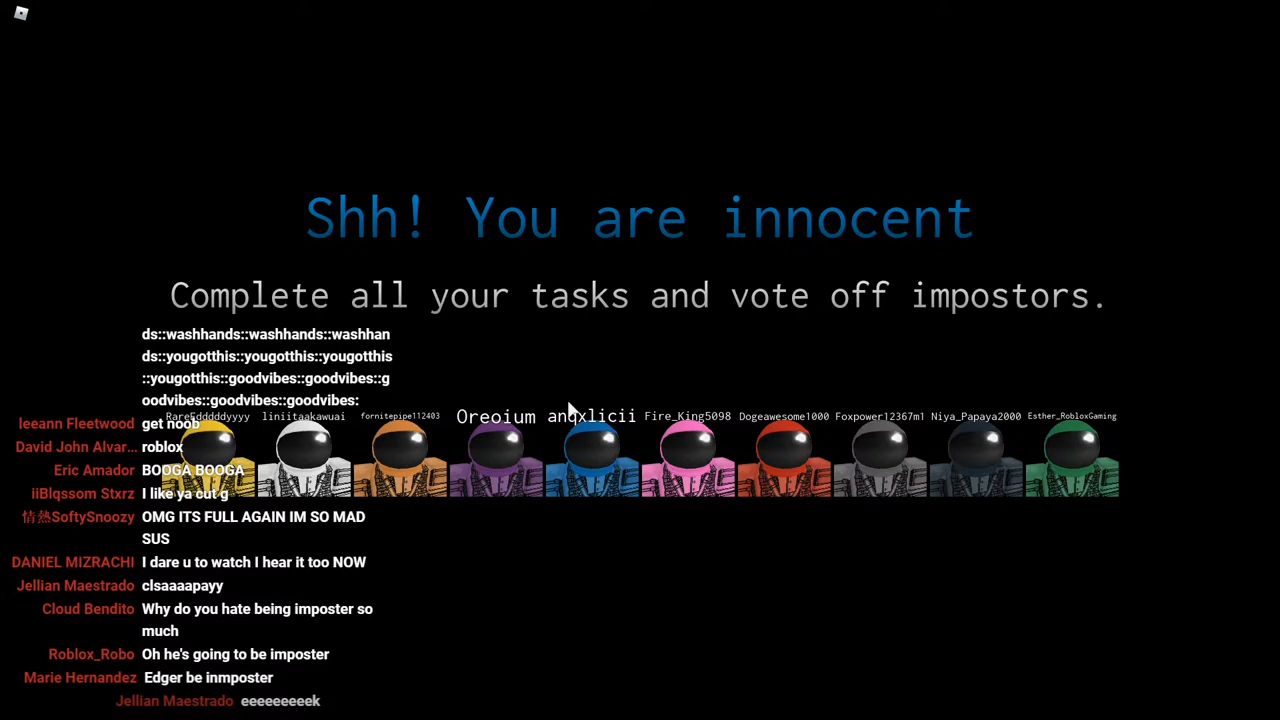 Shh! You are innocent
Complete all your tasks and vote off impostors.
ds::washhands::washhands::washhan
ds::yougotthis::yougotthis::yougotthis
::yougotthis::goodvibes::goodvibes::g
oodvibes::goodvibes::goodvibes:
RareEdddddyyyy liniitaakawuai fornitepipe112403 Oreoium Fire_King5098 Dogeawesome1000 Foxpower12367m1 Niya_Papaya2000 Esther_RobloxGaming
leeann Fleetwood get noob
David John Alvar... roblox
Eric Amador BOOGA BOOGA
iiBlqssom Stxrz I like ya cut g
情熱SoftySnoozy OMG ITS FULL AGAIN IM SO MAD
SUS
DANIEL MIZRACHI I dare u to watch I hear it too NOW
Jellian Maestrado clsaaaapayy
Cloud Bendito Why do you hate being imposter so
much
Roblox_Robo Oh he's going to be imposter
Marie Hernandez Edger be inmposter
Jellian Maestrado eeeeeeeeek